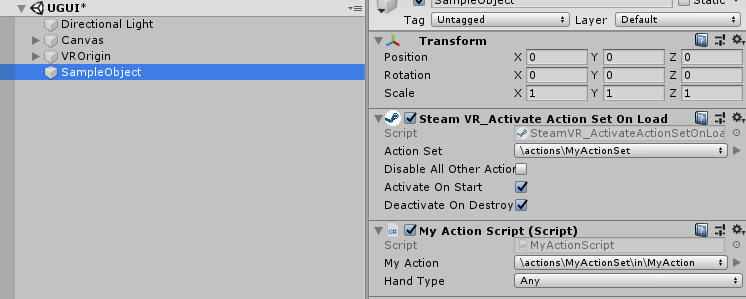 UGUI*
Directional Light
Canvas
VROrigin
SampleObject
SampleObject Static
Tag Untagged Layer Default
Transform
Position X 0 Y 0 Z 0
Rotation X 0 Y 0 Z 0
Scale X 1 Y 1 Z 1
Steam VR_Activate Action Set On Load
Script SteamVR_ActivateActionSetOnLoa
Action Set \actions\MyActionSet
Disable All Other Action
Activate On Start
Deactivate On Destroy
My Action Script (Script)
Script MyActionScript
My Action \actions\MyActionSet\in\MyAction
Hand Type Any